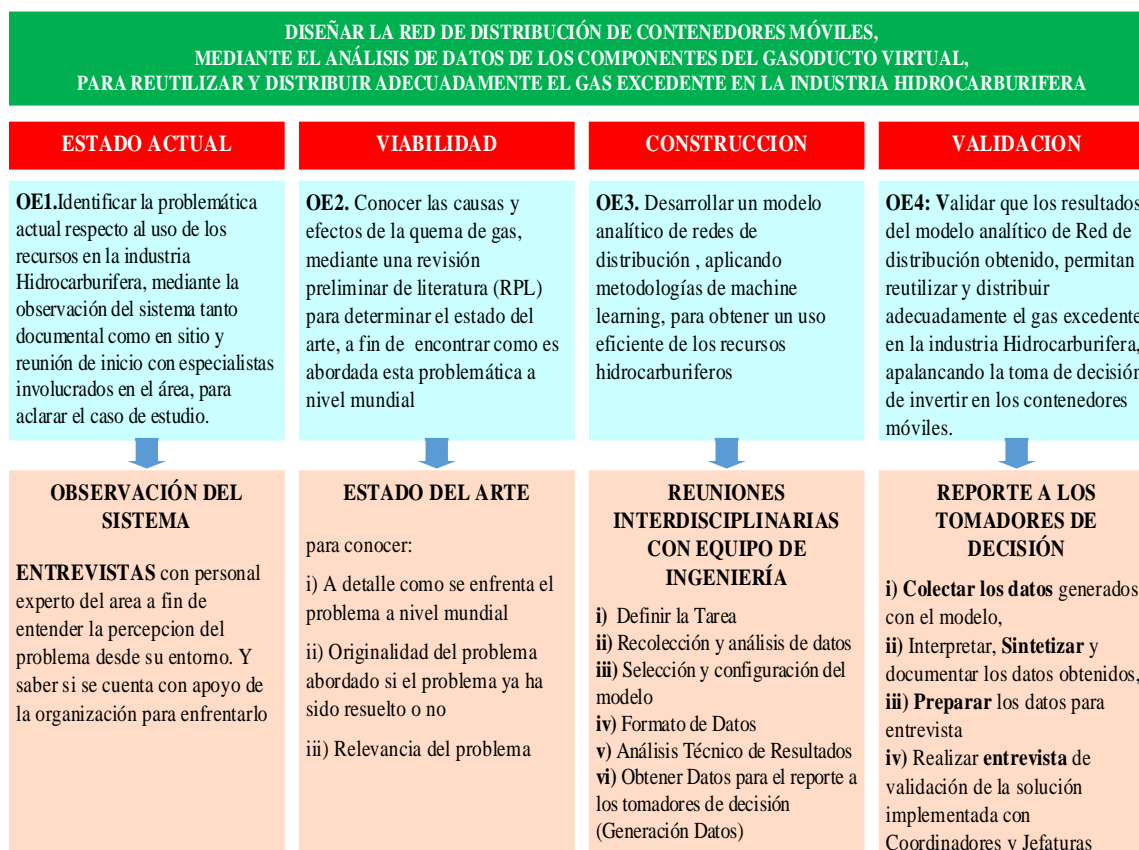 DISEÑAR LA RED DE DISTRIBUCIÓN DE CONTENEDORES MÓVILES,
MEDIANTE EL ANÁLISIS DE DATOS DE LOS COMPONENTES DEL GASODUCTO VIRTUAL,
PARA REUTILIZAR Y DISTRIBUIR ADECUADAMENTE EL GAS EXCEDENTE EN LA INDUSTRIA HIDROCARBURIFERA
ESTADO ACTUAL
OE1.Identificar la problemática
actual respecto al uso de los
recursos en la industria
Hidrocarburifera, mediante la
observación del sistema tanto
documental como en sitio y
reunión de inicio con especialistas
involucrados en el área, para
aclarar el caso de estudio.
OBSERVACIÓN DEL
SISTEMA
ENTREVISTAS con personal
experto del area a fin de
entender la percepcion del
problema desde su entorno. Y
saber si se cuenta con apoyo de
la organización para enfrentarlo
VIABILIDAD
OE2. Conocer las causas y
efectos de la quema de gas,
mediante una revisión
preliminar de literatura (RPL)
para determinar el estado del
arte, a fin de encontrar como es
abordada esta problemática a
nivel mundial
ESTADO DEL ARTE
para conocer:
i) A detalle como se enfrenta el
problema a nivel mundial
ii) Originalidad del problema
abordado si el problema ya ha
sido resuelto o no
iii) Relevancia del problema
CONSTRUCCION
OE3. Desarrollar un modelo
analítico de redes de
distribución , aplicando
metodologías de machine
learning, para obtener un uso
eficiente de los recursos
hidrocarburiferos
REUNIONES
INTERDISCIPLINARIAS
CON EQUIPO DE
INGENIERÍA
i) Definir la Tarea
ii) Recolección y análisis de datos
iii) Selección y configuración del
modelo
iv) Formato de Datos
v) Análisis Técnico de Resultados
vi) Obtener Datos para el reporte a
los tomadores de decisión
(Generación Datos)
VALIDACION
OE4: Validar que los resultados
del modelo analítico de Red de
distribución obtenido, permitan
reutilizar y distribuir
adecuadamente el gas excedente
en la industria Hidrocarburifera,
apalancando la toma de decisión
de invertir en los contenedores
móviles.
REPORTE A LOS
TOMADORES DE
DECISIÓN
i) Colectar los datos generados
con el modelo,
ii) Interpretar, Sintetizar y
documentar los datos obtenidos,
iii) Preparar los datos para
entrevista
iv) Realizar entrevista de
validación de la solución
implementada con
Coordinadores y Jefaturas